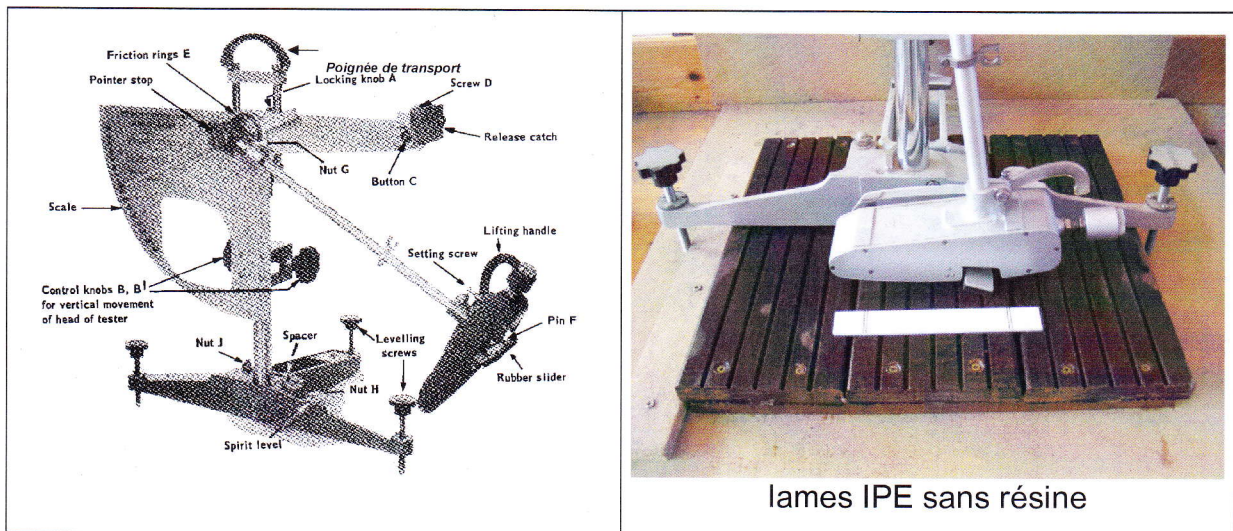 Friction rings E
Poignée de transport
Pointer stop
Locking knob A
Screw D
Release catch
Nut G
Button C
Scale
Lifting handle
Setting screw
Control knobs B, B¹
for vertical movement
of head of tester
Pin F
Nut J
Spacer
Levelling
screws
Rubber slider
Nut H
Spirit level
lames IPE sans résine